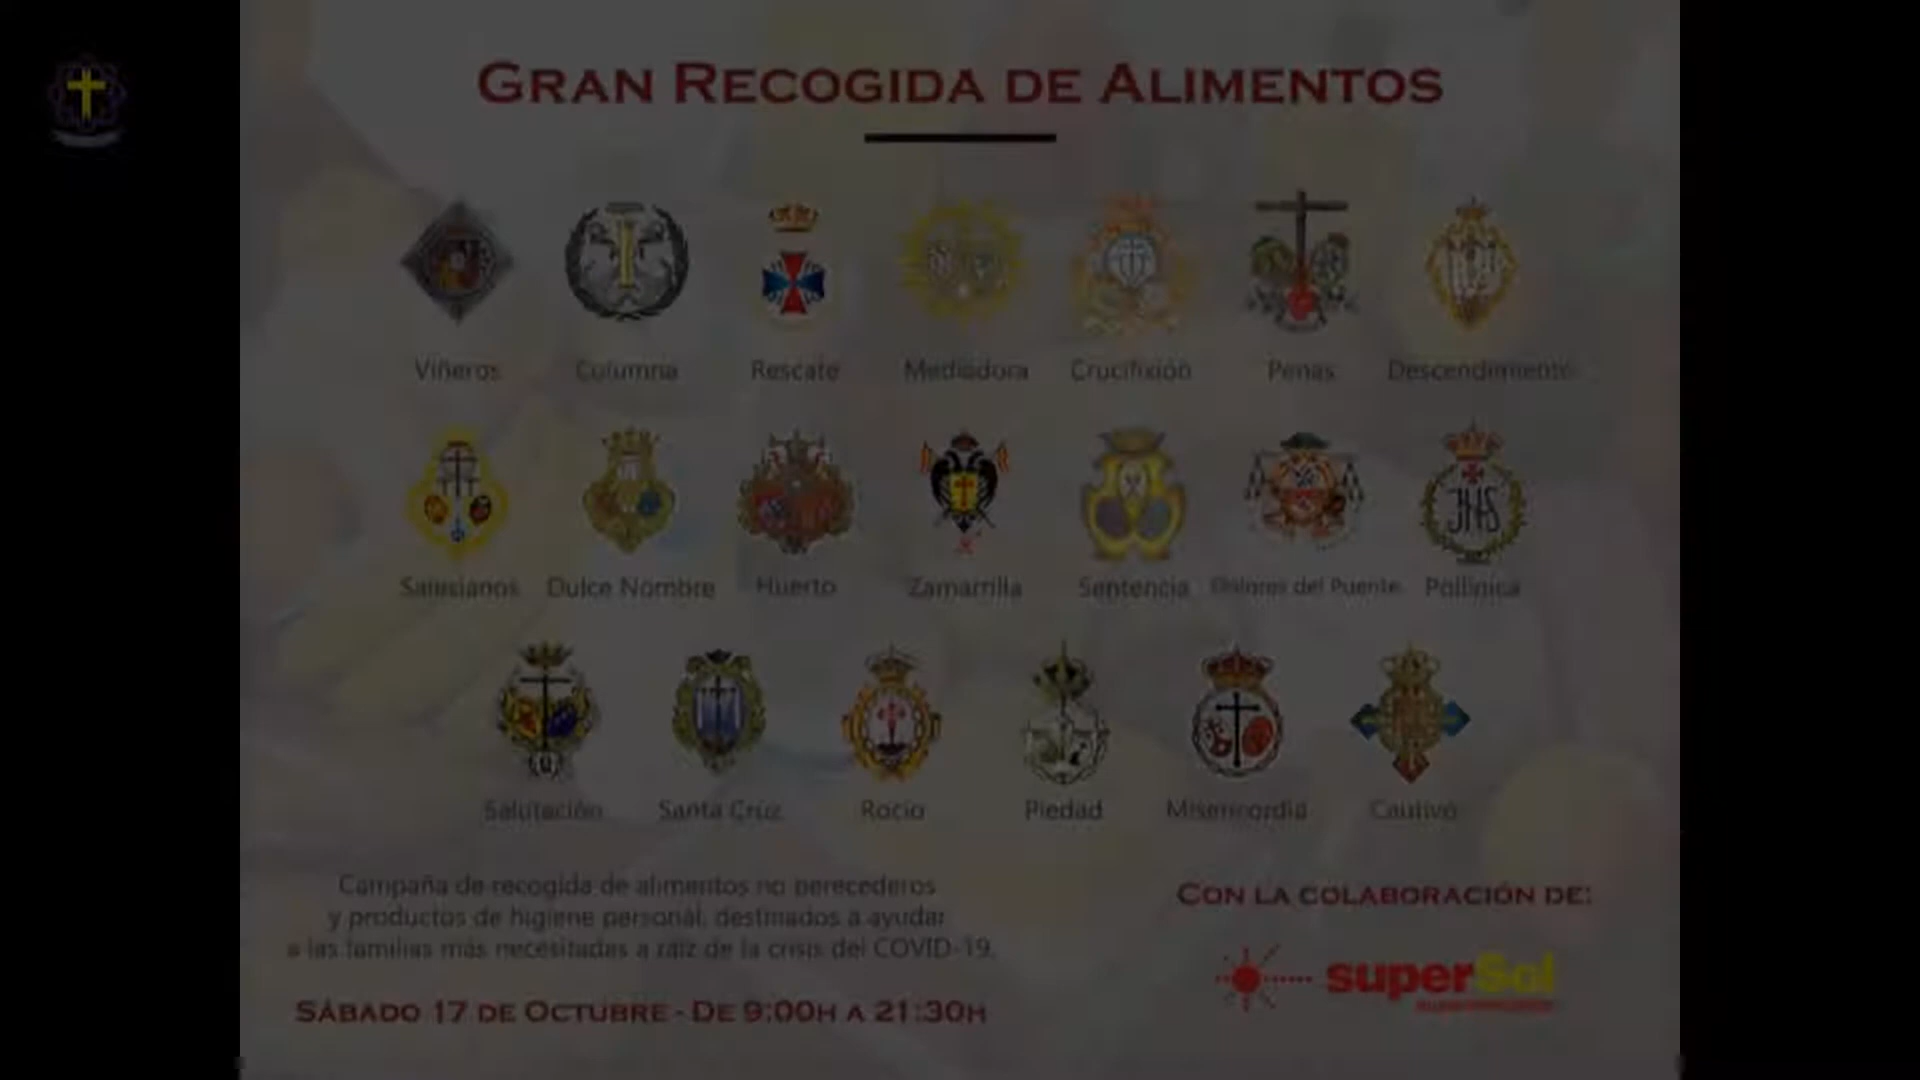 GRAN RECOGIDA DE ALIMENTOS
Viñeros Columna Rescate Mediadora Crucifixión Penas Descendimiento
Salesianos Dulce Nombre Huerto Zamarrilla Sentencia Dolores del Puente Pollinica
JHS
Salutación Santa Cruz Rocío Piedad Misericordia Cautivo
Campaña de recogida de alimentos no perecederos
y productos de higiene personal, destinados a ayudar
a las familias más necesitadas a raíz de la crisis del COVID-19.
SÁBADO 17 DE OCTUBRE - DE 9:00H A 21:30H
CON LA COLABORACIÓN DE:
superSol